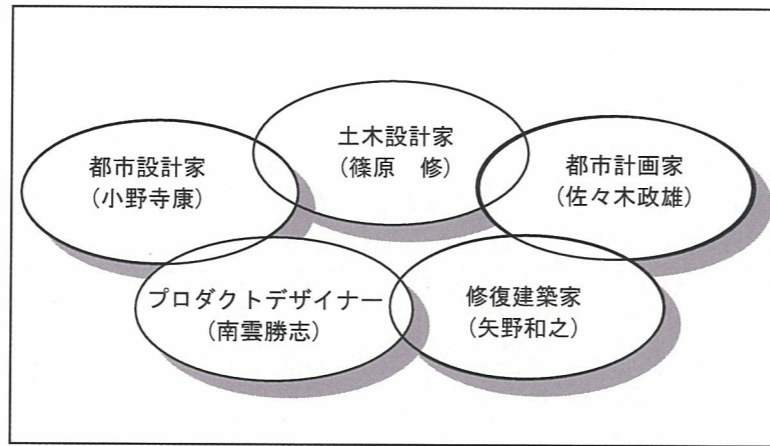 土木設計家
(篠原　修)
都市設計家
(小野寺康)
都市計画家
(佐々木政雄)
プロダクトデザイナー
(南雲勝志)
修復建築家
(矢野和之)